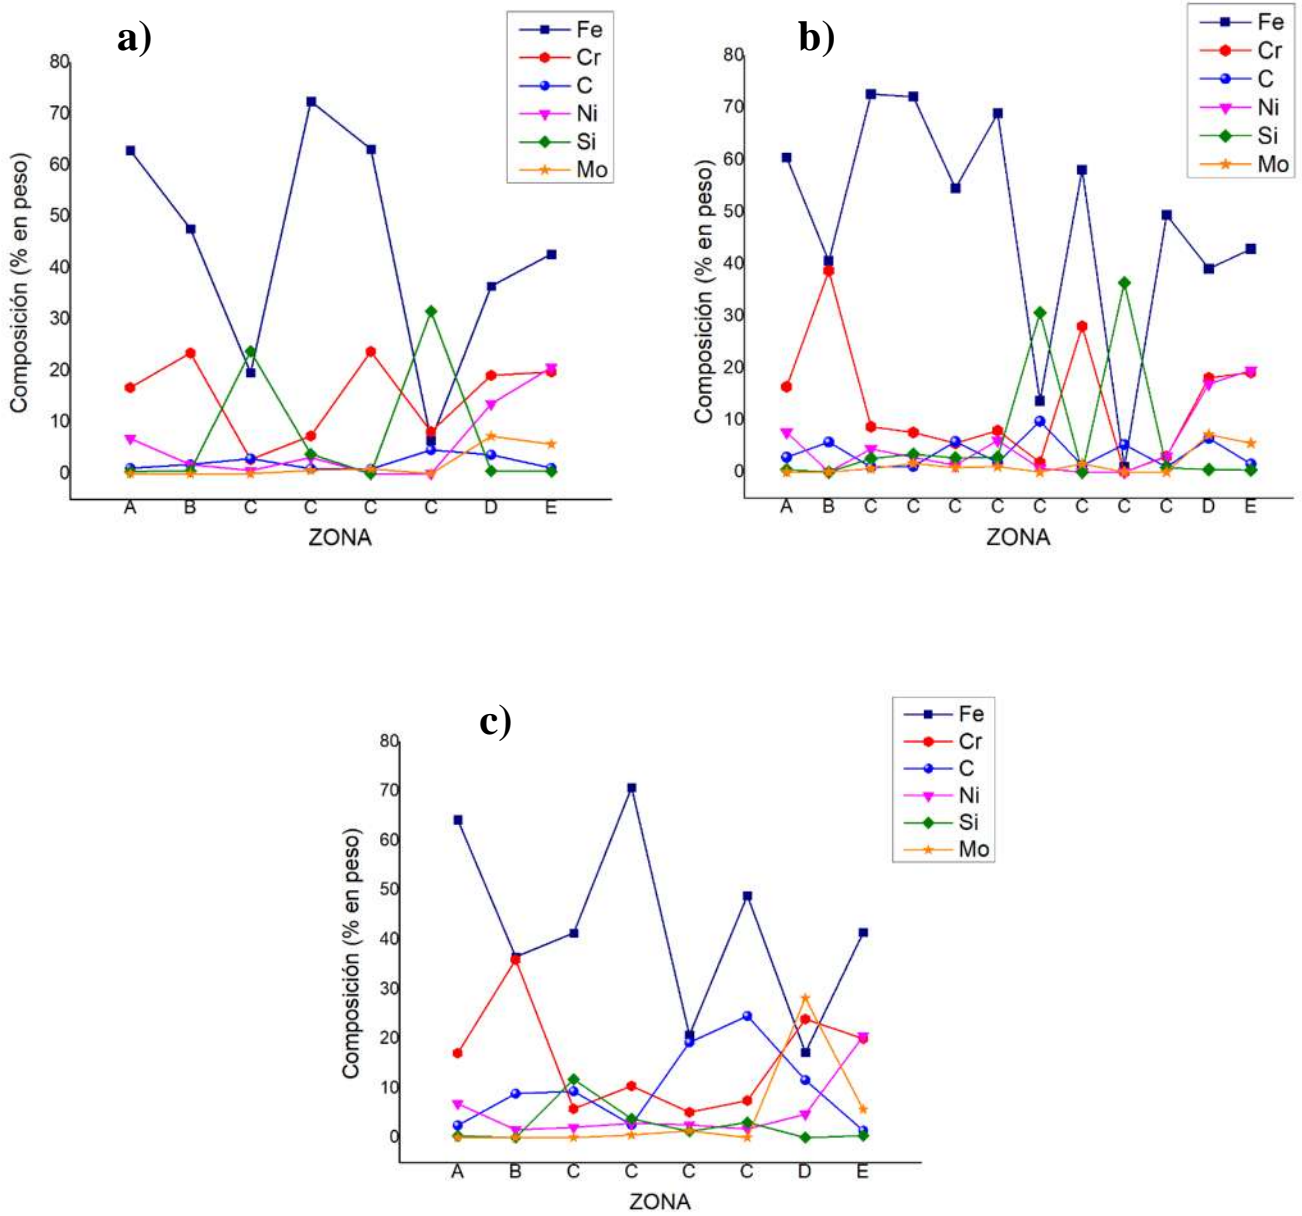 a)
Fe
Cr
C
Ni
Si
Mo
80
70
60
50
40
30
20
10
0
Composición (% en peso)
A B C C C C D E
ZONA
b)
Fe
Cr
C
Ni
Si
Mo
80
70
60
50
40
30
20
10
0
Composición (% en peso)
A B C C C C C C C C D E
ZONA
c)
Fe
Cr
C
Ni
Si
Mo
80
70
60
50
40
30
20
10
0
Composición (% en peso)
A B C C C C D E
ZONA